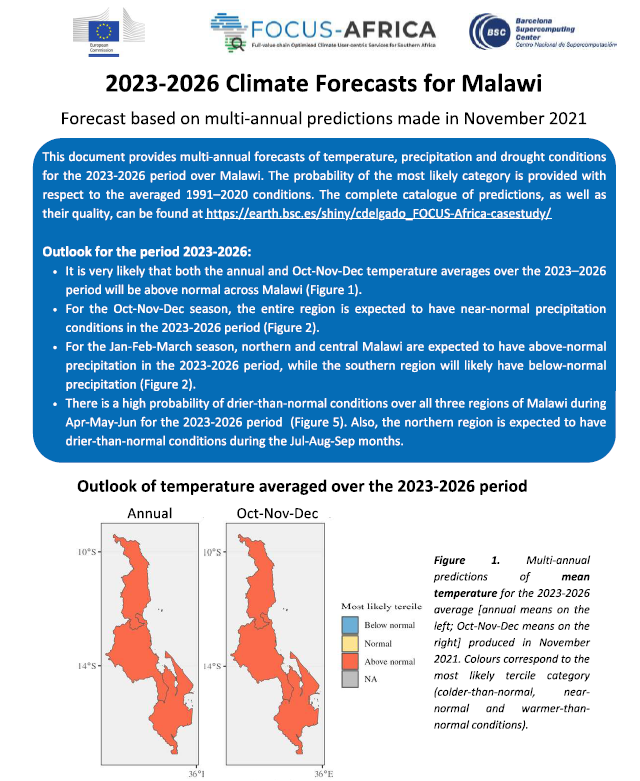 European
Commission
FOCUS-AFRICA
Full-value chain Optimised Climate User-centric Services for Southern Africa
BSC
Barcelona
Supercomputing
Center
Centro Nacional de Supercomputación
2023-2026 Climate Forecasts for Malawi
Forecast based on multi-annual predictions made in November 2021
This document provides multi-annual forecasts of temperature, precipitation and drought conditions
for the 2023-2026 period over Malawi. The probability of the most likely category is provided with
respect to the averaged 1991–2020 conditions. The complete catalogue of predictions, as well as
their quality, can be found at https://earth.bsc.es/shiny/cdelgado_FOCUS-Africa-casestudy/
Outlook for the period 2023-2026:
• It is very likely that both the annual and Oct-Nov-Dec temperature averages over the 2023–2026
period will be above normal across Malawi (Figure 1).
• For the Oct-Nov-Dec season, the entire region is expected to have near-normal precipitation
conditions in the 2023-2026 period (Figure 2).
• For the Jan-Feb-March season, northern and central Malawi are expected to have above-normal
precipitation in the 2023-2026 period, while the southern region will likely have below-normal
precipitation (Figure 2).
• There is a high probability of drier-than-normal conditions over all three regions of Malawi during
Apr-May-Jun for the 2023-2026 period (Figure 5). Also, the northern region is expected to have
drier-than-normal conditions during the Jul-Aug-Sep months.
Outlook of temperature averaged over the 2023-2026 period
Annual
Oct-Nov-Dec
10°S
10°S
14°S
14°S
36°E
Most likely tercile
Below normal
Normal
Above normal
NA
Figure 1. Multi-annual
predictions of mean
temperature for the 2023-2026
average [annual means on the
left; Oct-Nov-Dec means on the
right] produced in November
2021. Colours correspond to the
most likely tercile category
(colder-than-normal, near-
normal and warmer-than-
normal conditions).